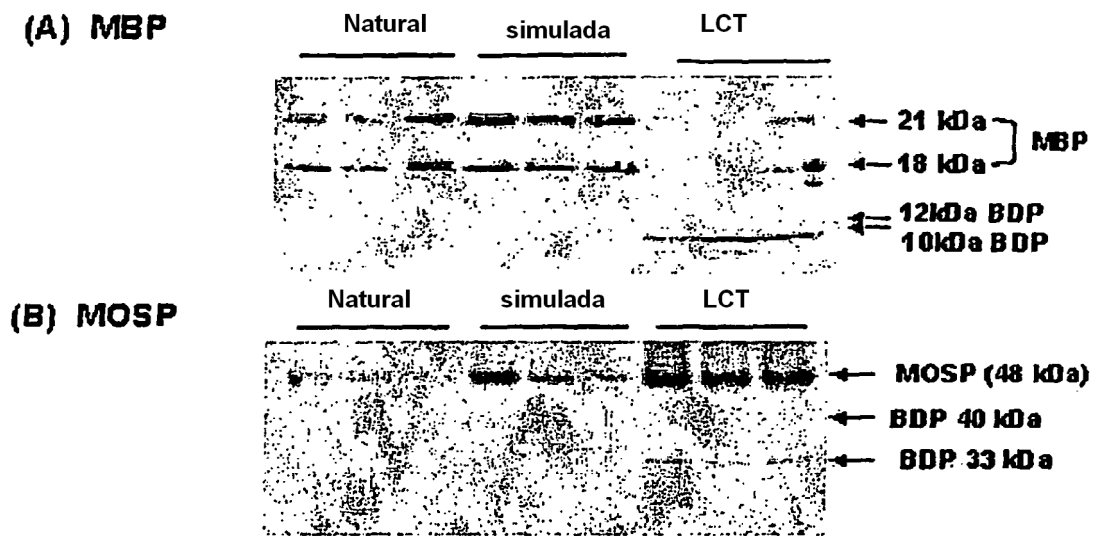 (A) MBP
Natural simulada LCT
21 kDa
MBP
18 kDa
12kDa BDP
10kDa BDP
(B) MOSP
Natural simulada LCT
MOSP (48 kDa)
BDP 40 kDa
BDP 33 kDa